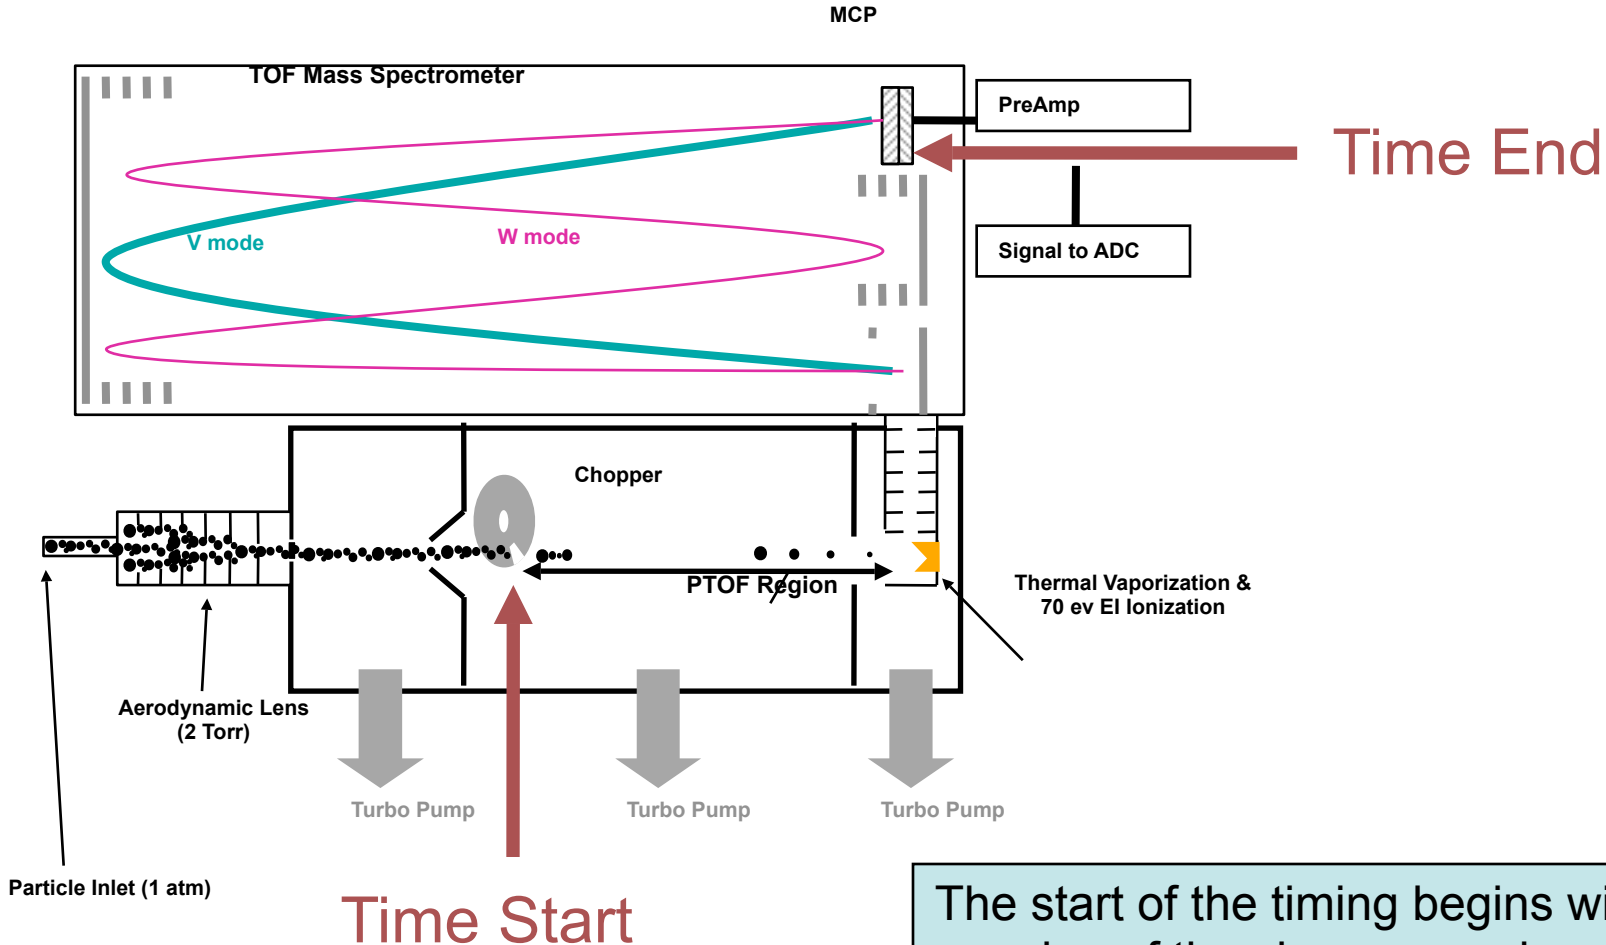 MCP
TOF Mass Spectrometer
PreAmp
Time End
V mode
W mode
Signal to ADC
Chopper
PTOF Region
Thermal Vaporization &
70 ev EI Ionization
Aerodynamic Lens
(2 Torr)
Turbo Pump
Turbo Pump
Turbo Pump
Particle Inlet (1 atm)
Time Start
The start of the timing begins